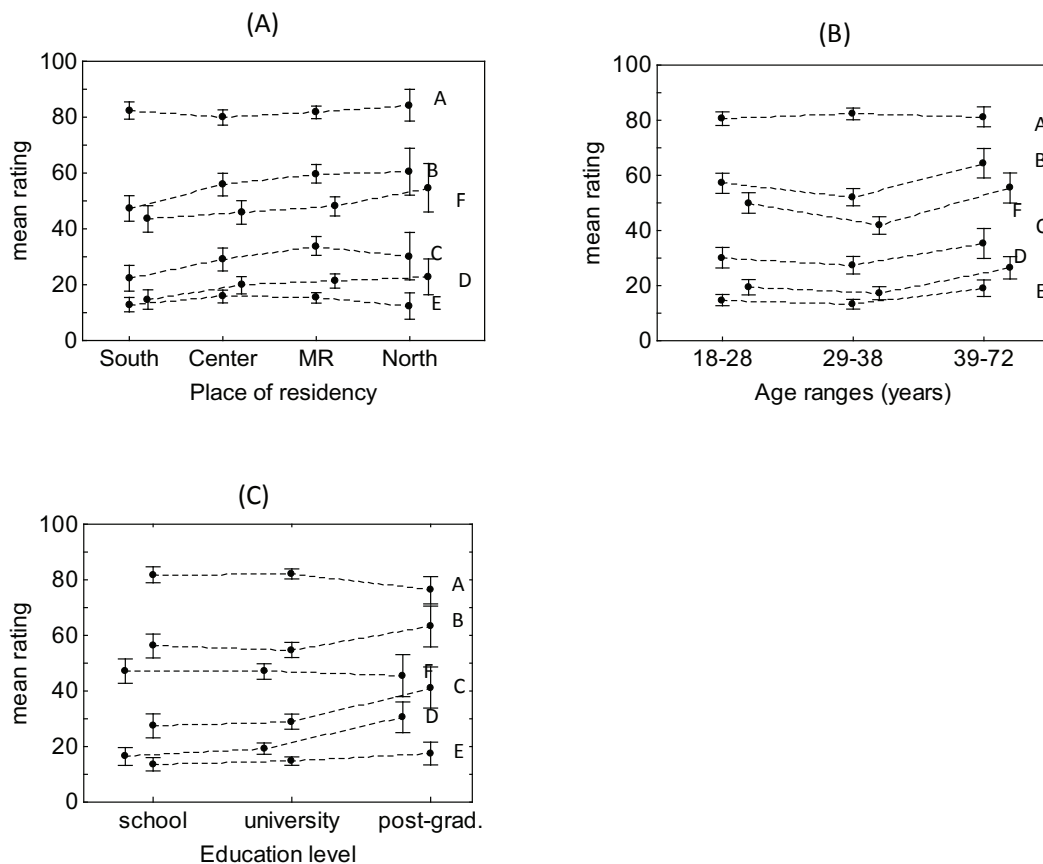 (A)
100
80
60
40
20
0
mean rating
A
B
F
C
D
E
South Center MR North
Place of residency
(B)
100
80
60
40
20
0
mean rating
A
B
F
C
D
E
18-28 29-38 39-72
Age ranges (years)
(C)
100
80
60
40
20
0
mean rating
A
B
F
C
D
E
school university post-grad.
Education level